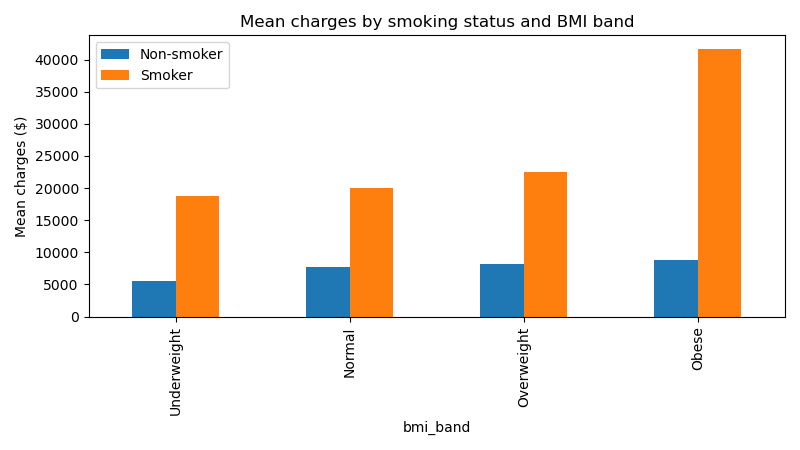 Mean charges by smoking status and BMI band
Non-smoker
Smoker
Mean charges ($)
40000
35000
30000
25000
20000
15000
10000
5000
0
Underweight
Normal
Overweight
Obese
bmi_band